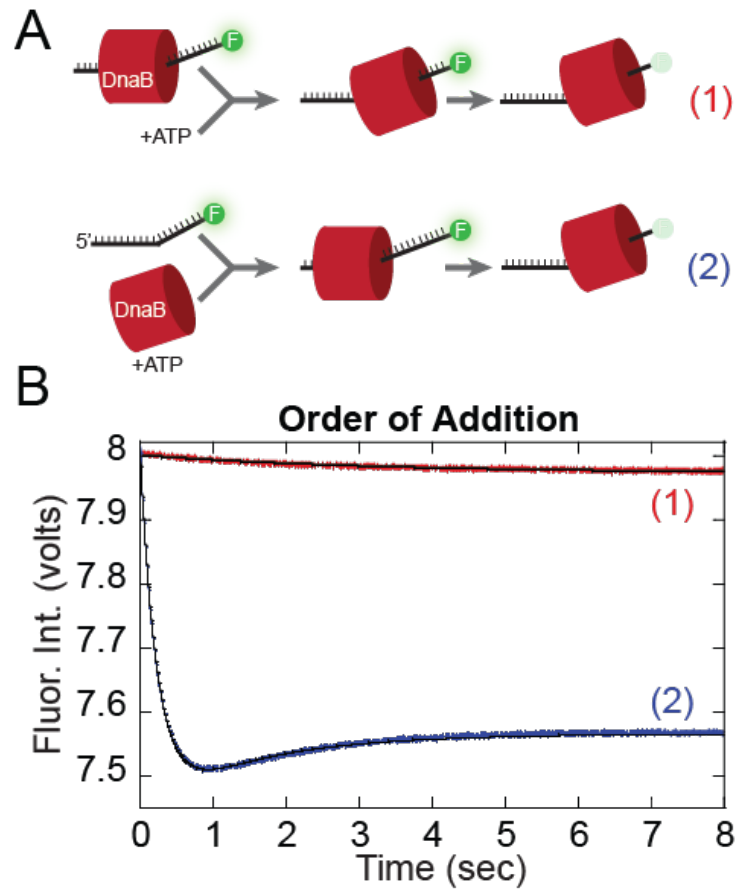 A
F
DnaB
F
+ATP
(1)
F
5'
F
DnaB
+ATP
(2)
B
Order of Addition
8
7.9
7.8
7.7
7.6
7.5
Fluor. Int. (volts)
(1)
(2)
0 1 2 3 4 5 6 7 8
Time (sec)